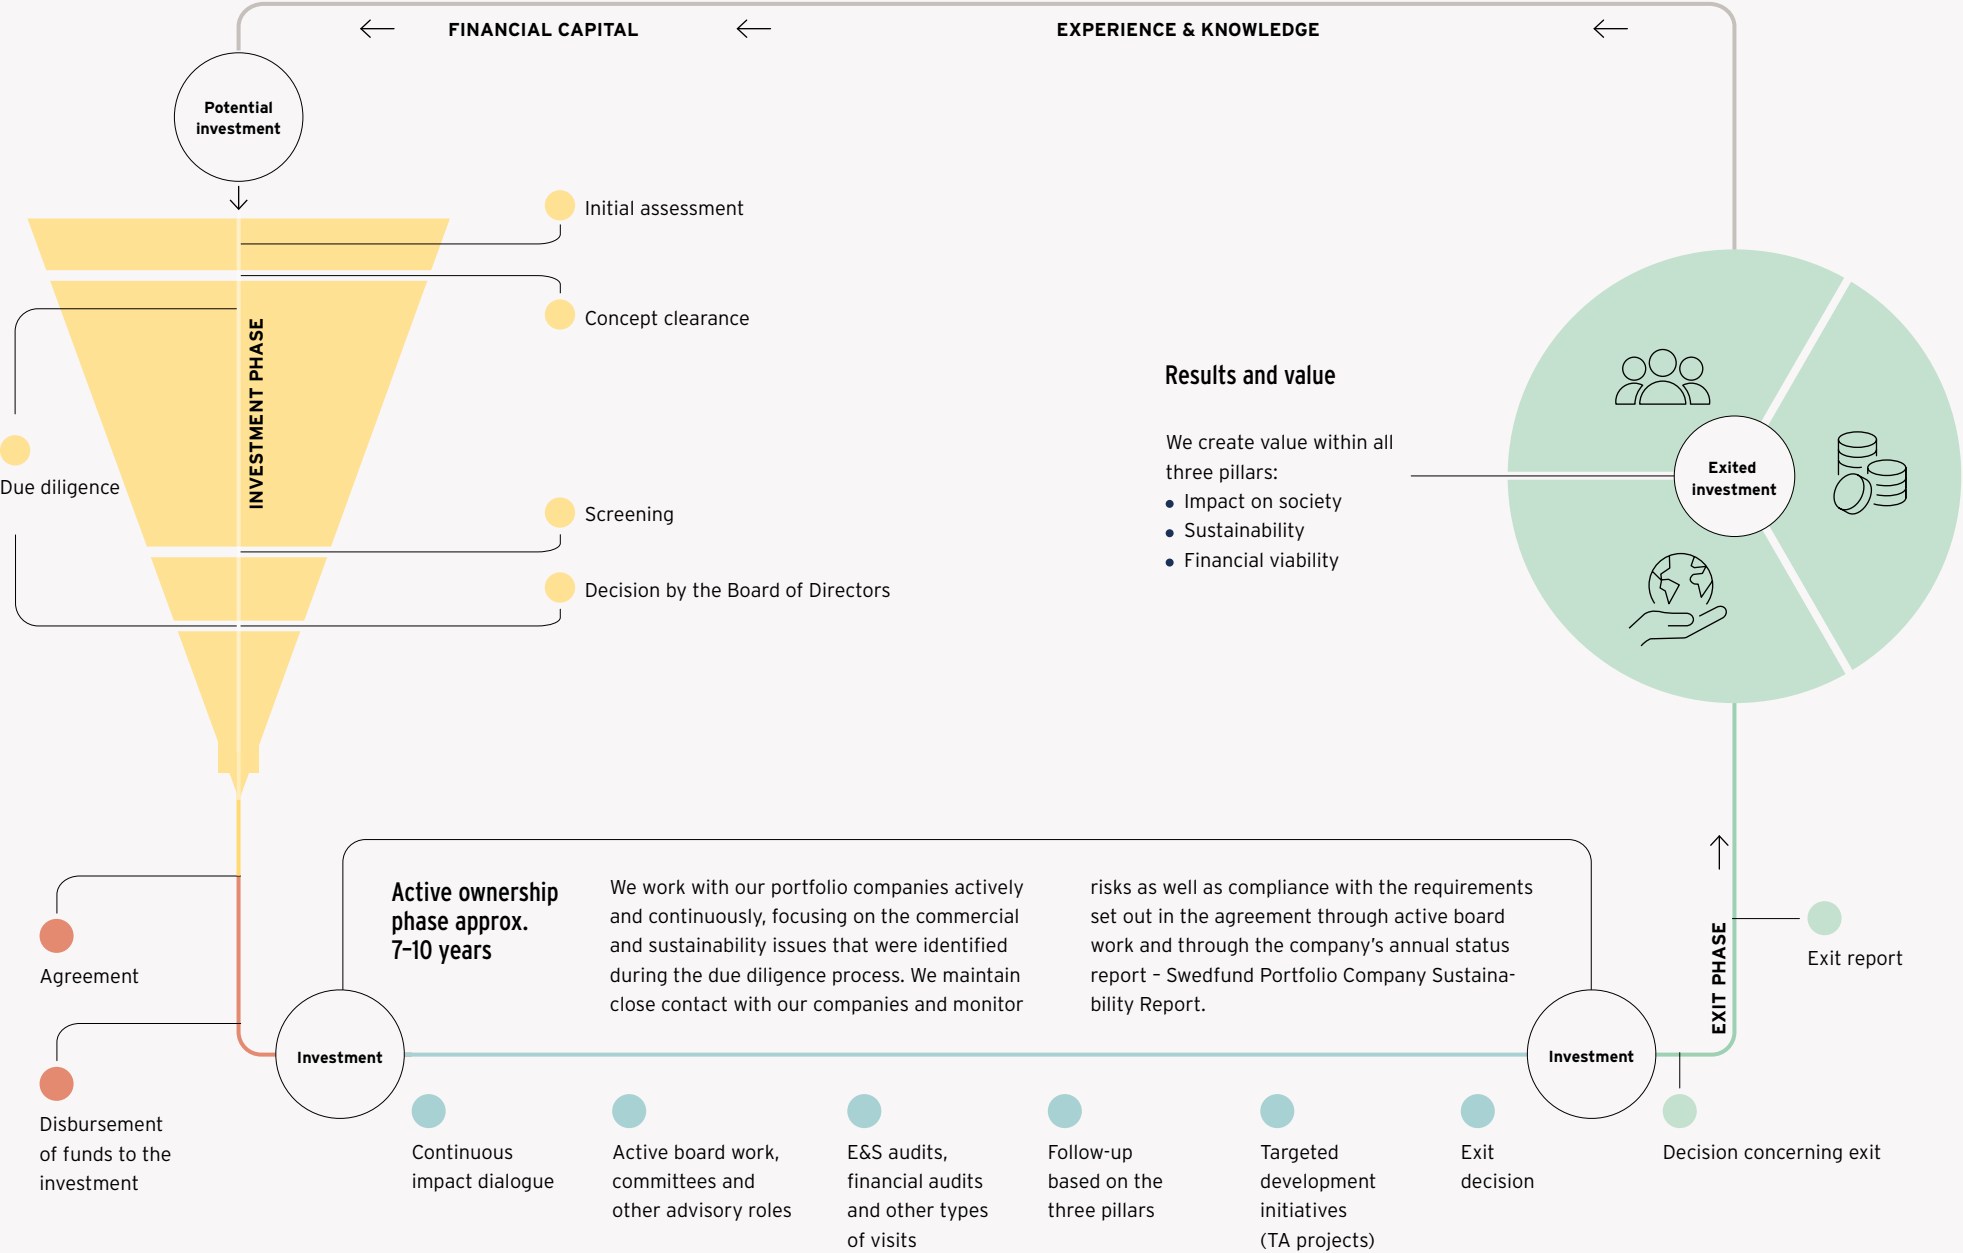 FINANCIAL CAPITAL
EXPERIENCE & KNOWLEDGE
Potential
investment
INVESTMENT PHASE
Initial assessment
Concept clearance
Due diligence
Screening
Decision by the Board of Directors
Results and value
We create value within all
three pillars:
• Impact on society
• Sustainability
• Financial viability
Exited
investment
Agreement
Disbursement
of funds to the
investment
Investment
Active ownership
phase approx.
7–10 years
We work with our portfolio companies actively
and continuously, focusing on the commercial
and sustainability issues that were identified
during the due diligence process. We maintain
close contact with our companies and monitor
risks as well as compliance with the requirements
set out in the agreement through active board
work and through the company’s annual status
report – Swedfund Portfolio Company Sustaina-
bility Report.
Investment
Continuous
impact dialogue
Active board work,
committees and
other advisory roles
E&S audits,
financial audits
and other types
of visits
Follow-up
based on the
three pillars
Targeted
development
initiatives
(TA projects)
Exit
decision
Decision concerning exit
EXIT PHASE
Exit report